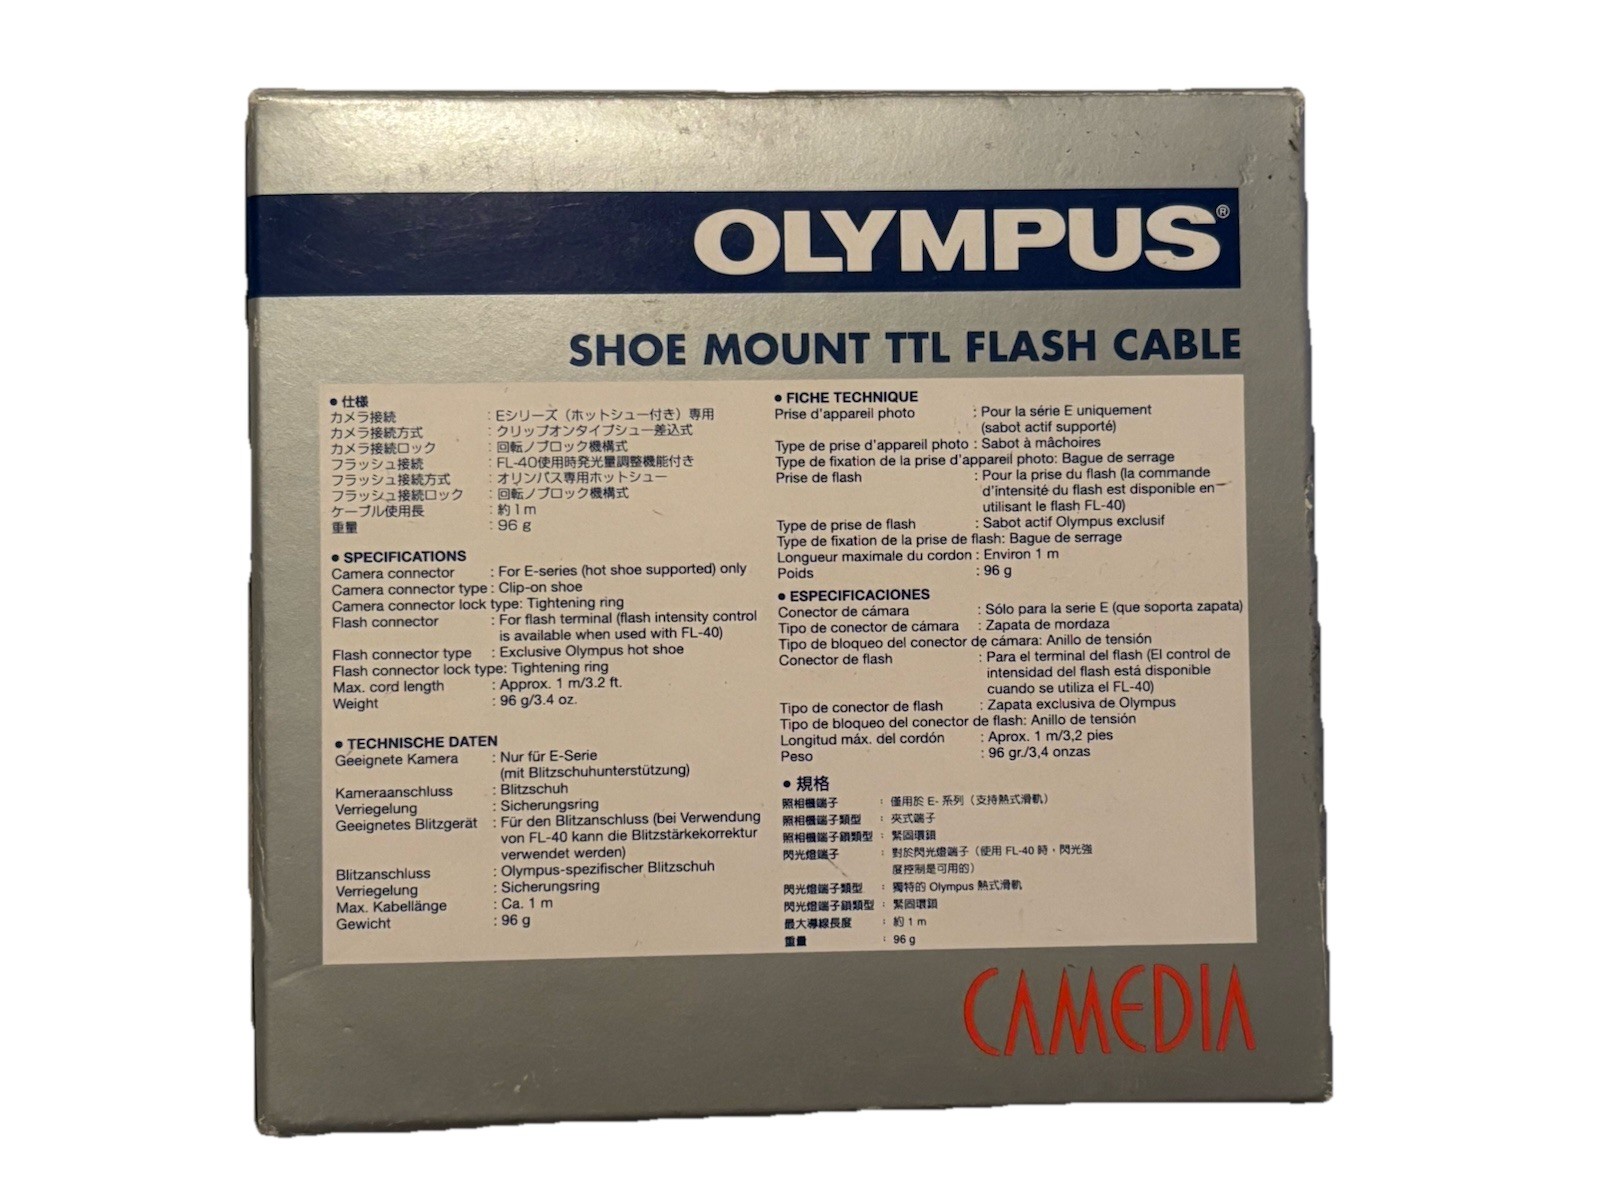 OLYMPUS®
SHOE MOUNT TTL FLASH CABLE
● 仕様
カメラ接続 : Eシリーズ（ホットシュー付き）専用
カメラ接続方式 : クリップオンタイプシュー差込式
カメラ接続ロック : 回転ノブロック機構式
フラッシュ接続 : FL-40使用時発光量調整機能付き
フラッシュ接続方式 : オリンパス専用ホットシュー
フラッシュ接続ロック : 回転ノブロック機構式
ケーブル使用長 : 約1m
重量 : 96 g
● SPECIFICATIONS
Camera connector : For E-series (hot shoe supported) only
Camera connector type : Clip-on shoe
Camera connector lock type: Tightening ring
Flash connector : For flash terminal (flash intensity control
is available when used with FL-40)
Flash connector type : Exclusive Olympus hot shoe
Flash connector lock type: Tightening ring
Max. cord length : Approx. 1 m/3.2 ft.
Weight : 96 g/3.4 oz.
● TECHNISCHE DATEN
Geeignete Kamera : Nur für E-Serie
(mit Blitzschuhunterstützung)
Kameraanschluss : Blitzschuh
Verriegelung : Sicherungsring
Geeignetes Blitzgerät : Für den Blitzanschluss (bei Verwendung
von FL-40 kann die Blitzstärkekorrektur
verwendet werden)
Blitzanschluss : Olympus-spezifischer Blitzschuh
Verriegelung : Sicherungsring
Max. Kabellänge : Ca. 1 m
Gewicht : 96 g
● FICHE TECHNIQUE
Prise d'appareil photo : Pour la série E uniquement
(sabot actif supporté)
Type de prise d'appareil photo : Sabot à mâchoires
Type de fixation de la prise d'appareil photo: Bague de serrage
Prise de flash : Pour la prise du flash (la commande
d'intensité du flash est disponible en
utilisant le flash FL-40)
Type de prise de flash : Sabot actif Olympus exclusif
Type de fixation de la prise de flash: Bague de serrage
Longueur maximale du cordon : Environ 1 m
Poids : 96 g
● ESPECIFICACIONES
Conector de cámara : Sólo para la serie E (que soporta zapata)
Tipo de conector de cámara : Zapata de mordaza
Tipo de bloqueo del conector de cámara: Anillo de tensión
Conector de flash : Para el terminal del flash (El control de
intensidad del flash está disponible
cuando se utiliza el FL-40)
Tipo de conector de flash : Zapata exclusiva de Olympus
Tipo de bloqueo del conector de flash: Anillo de tensión
Longitud máx. del cordón : Aprox. 1 m/3,2 pies
Peso : 96 gr./3,4 onzas
● 規格
照相機端子 : 僅用於 E- 系列（支持熱式滑軌）
照相機端子類型 : 夾式端子
照相機端子鎖類型 : 緊固環鎖
閃光燈端子 : 對於閃光燈端子（使用 FL-40 時，閃光強
度控制是可用的）
閃光燈端子類型 : 獨特的 Olympus 熱式滑軌
閃光燈端子鎖類型 : 緊固環鎖
最大導線長度 : 約 1 m
重量 : 96 g
CAMEDIA